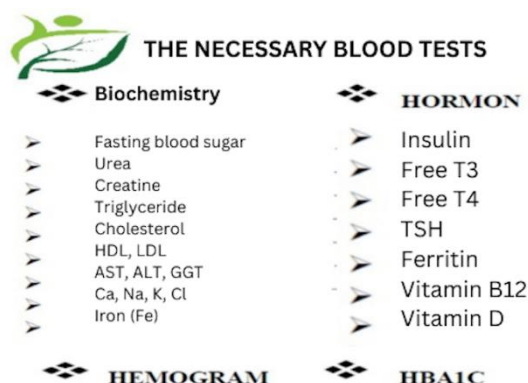 THE NECESSARY BLOOD TESTS
Biochemistry
Fasting blood sugar
Urea
Creatine
Triglyceride
Cholesterol
HDL, LDL
AST, ALT, GGT
Ca, Na, K, Cl
Iron (Fe)
HORMON
Insulin
Free T3
Free T4
TSH
Ferritin
Vitamin B12
Vitamin D
HEMOGRAM
HBA1C